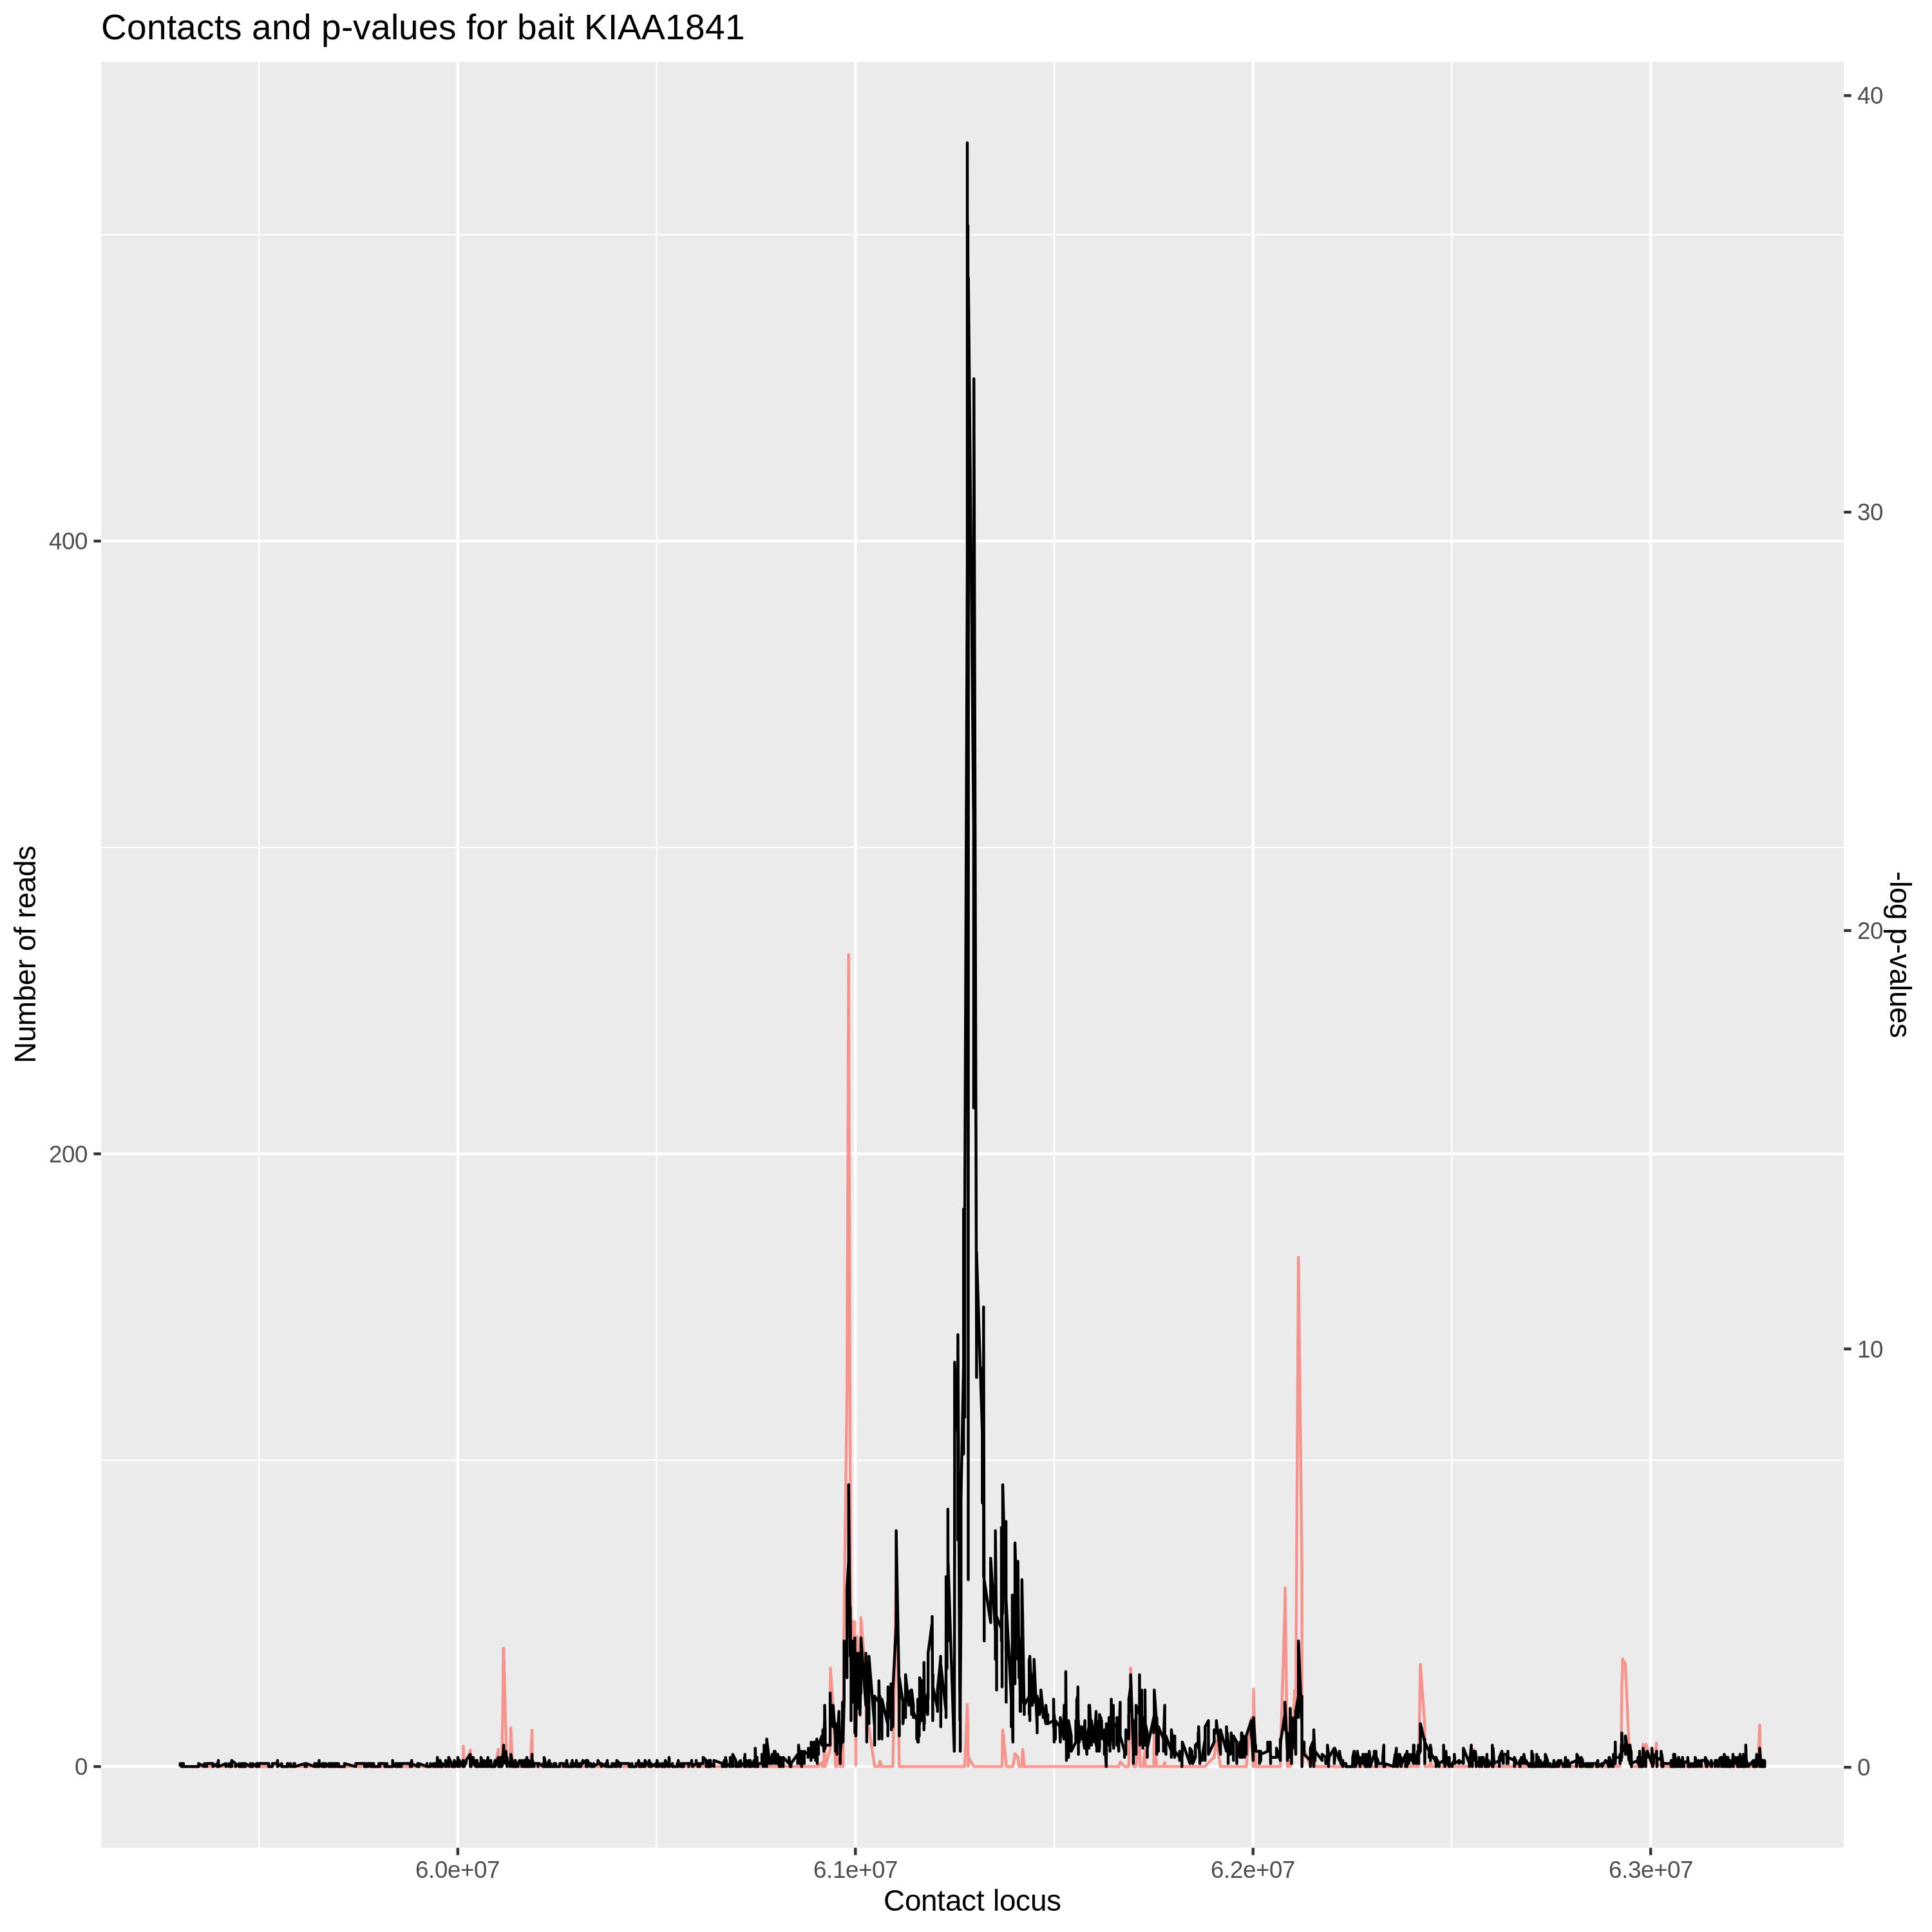 Contacts and p-values for bait KIAA1841
40
30
400
20
Number of reads
-log p-values
200
10
0
0
6.0e+07
6.1e+07
6.2e+07
6.3e+07
Contact locus